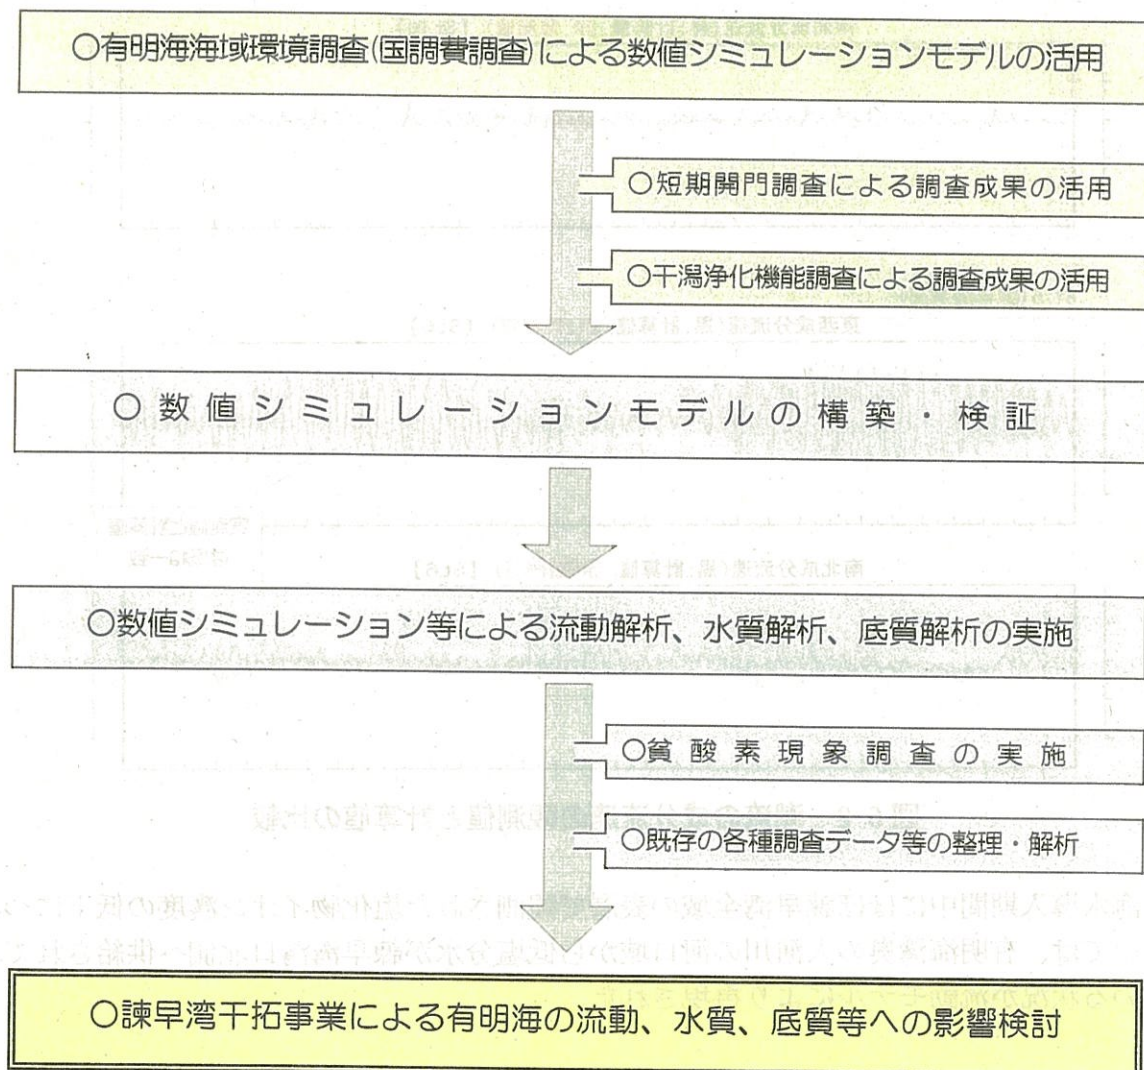 ○有明海海域環境調査(国調費調査)による数値シミュレーションモデルの活用
○短期開門調査による調査成果の活用
○干潟浄化機能調査による調査成果の活用
○数値シミュレーションモデルの構築・検証
○数値シミュレーション等による流動解析、水質解析、底質解析の実施
○貧酸素現象調査の実施
○既存の各種調査データ等の整理・解析
○諫早湾干拓事業による有明海の流動、水質、底質等への影響検討